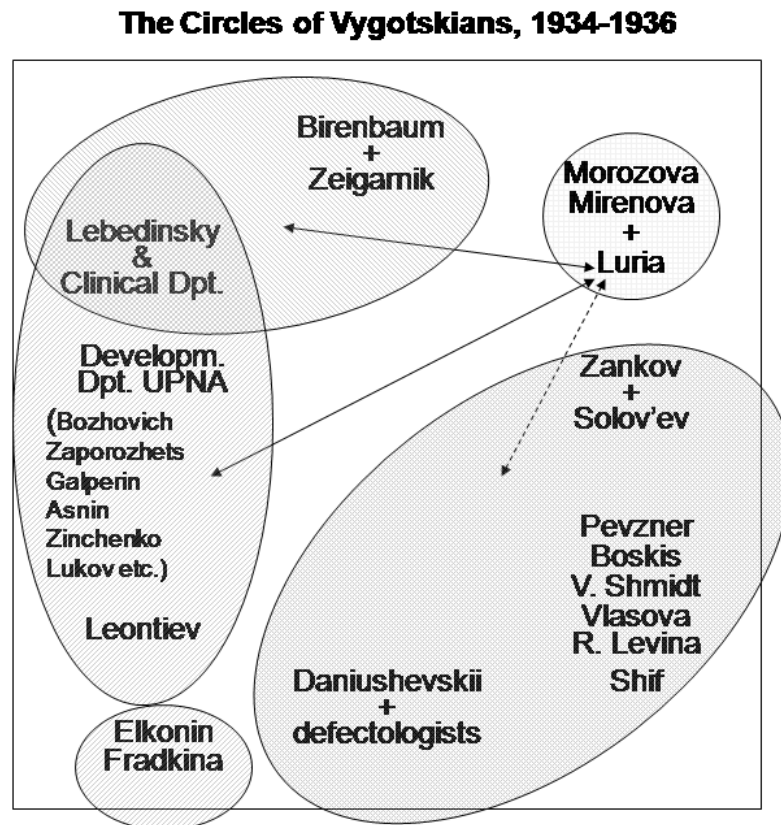 The Circles of Vygotskians, 1934-1936
Birenbaum
+
Zeigarnik
Morozova
Mirenova
+
Luria
Lebedinsky
&
Clinical Dpt.
Developm.
Dpt. UPNA
(Bozhovich
Zaporozhets
Galperin
Asnin
Zinchenko
Lukov etc.)
Leontiev
Elkonin
Fradkina
Zankov
+
Solov'ev
Pevzner
Boskis
V. Shmidt
Vlasova
R. Levina
Shif
Daniushevskii
+
defectologists